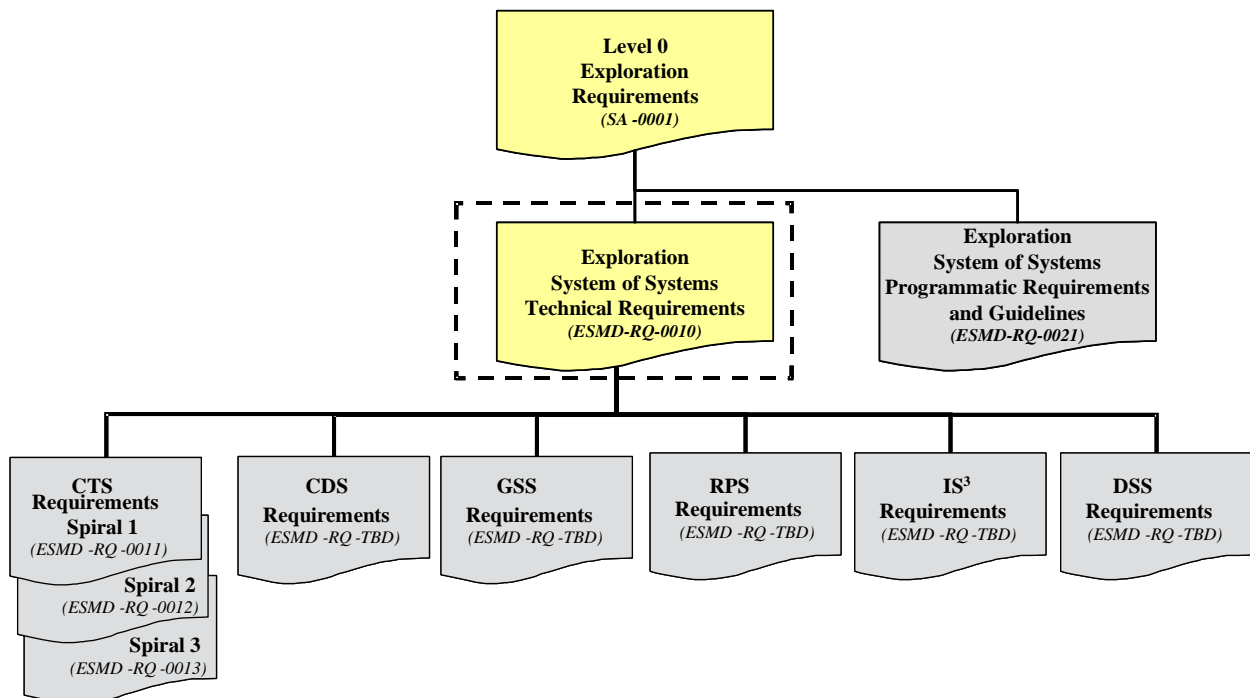 Level 0
Exploration
Requirements
(SA -0001)
Exploration
System of Systems
Technical Requirements
(ESMD-RQ-0010)
Exploration
System of Systems
Programmatic Requirements
and Guidelines
(ESMD-RQ-0021)
CTS
Requirements
Spiral 1
(ESMD -RQ -0011)
Spiral 2
(ESMD -RQ -0012)
Spiral 3
(ESMD -RQ -0013)
CDS
Requirements
(ESMD -RQ -TBD)
GSS
Requirements
(ESMD -RQ -TBD)
RPS
Requirements
(ESMD -RQ -TBD)
IS³
Requirements
(ESMD -RQ -TBD)
DSS
Requirements
(ESMD -RQ -TBD)